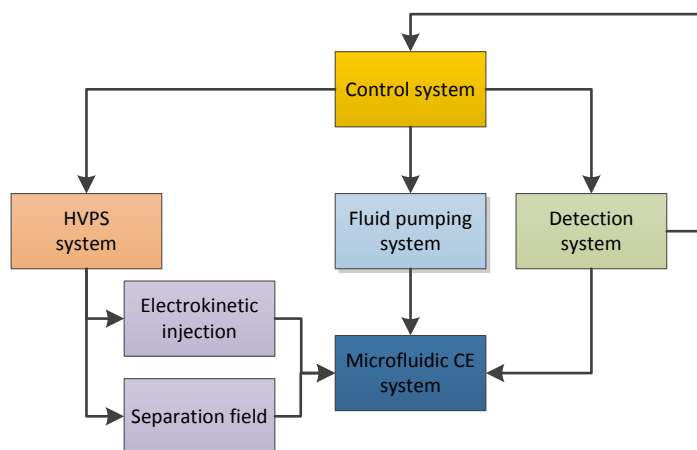 Control system
HVPS
system
Fluid pumping
system
Detection
system
Electrokinetic
injection
Microfluidic CE
system
Separation field